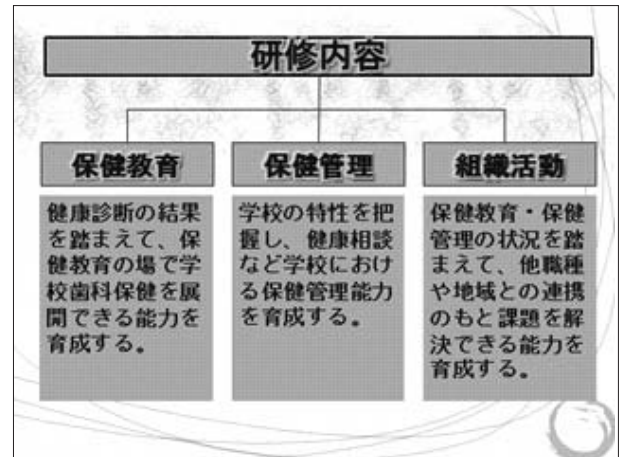 研修内容
保健教育
健康診断の結果
を踏まえて、保
健教育の場で学
校歯科保健を展
開できる能力を
育成する。
保健管理
学校の特性を把
握し、健康相談
など学校におけ
る保健管理能力
を育成する。
組織活動
保健教育・保健
管理の状況を踏
まえて、他職種
や地域との連携
のもと課題を解
決できる能力を
育成する。